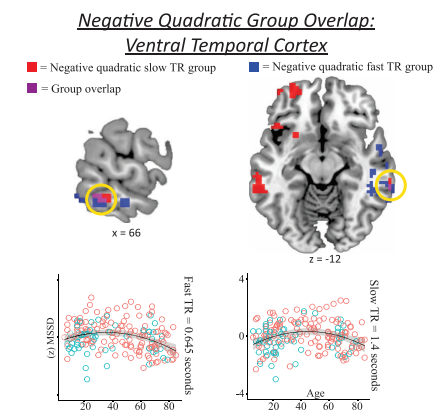 Negative Quadratic Group Overlap:
Ventral Temporal Cortex
= Negative quadratic slow TR group
= Negative quadratic fast TR group
= Group overlap
x = 66
z = -12
(z) MSSD
Fast TR = 0.645 seconds
20 40 60 80
4
0
-4
Slow TR = 1.4 seconds
Age
20 40 60 80